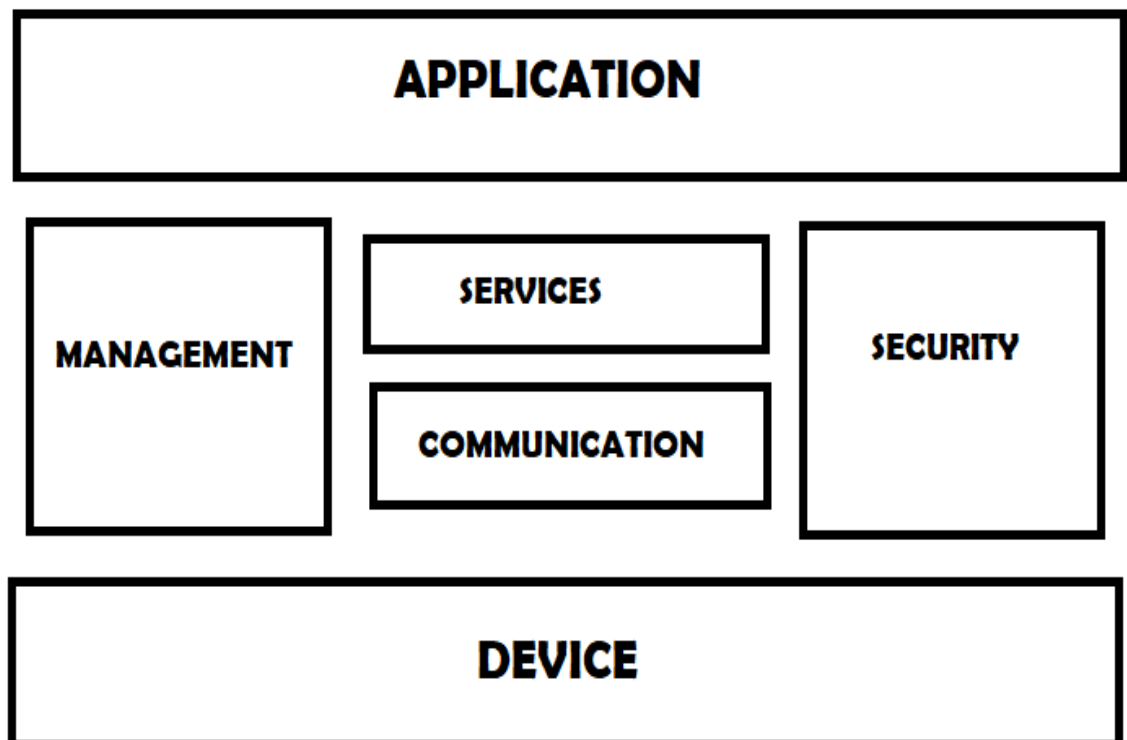 APPLICATION
MANAGEMENT
SERVICES
COMMUNICATION
SECURITY
DEVICE